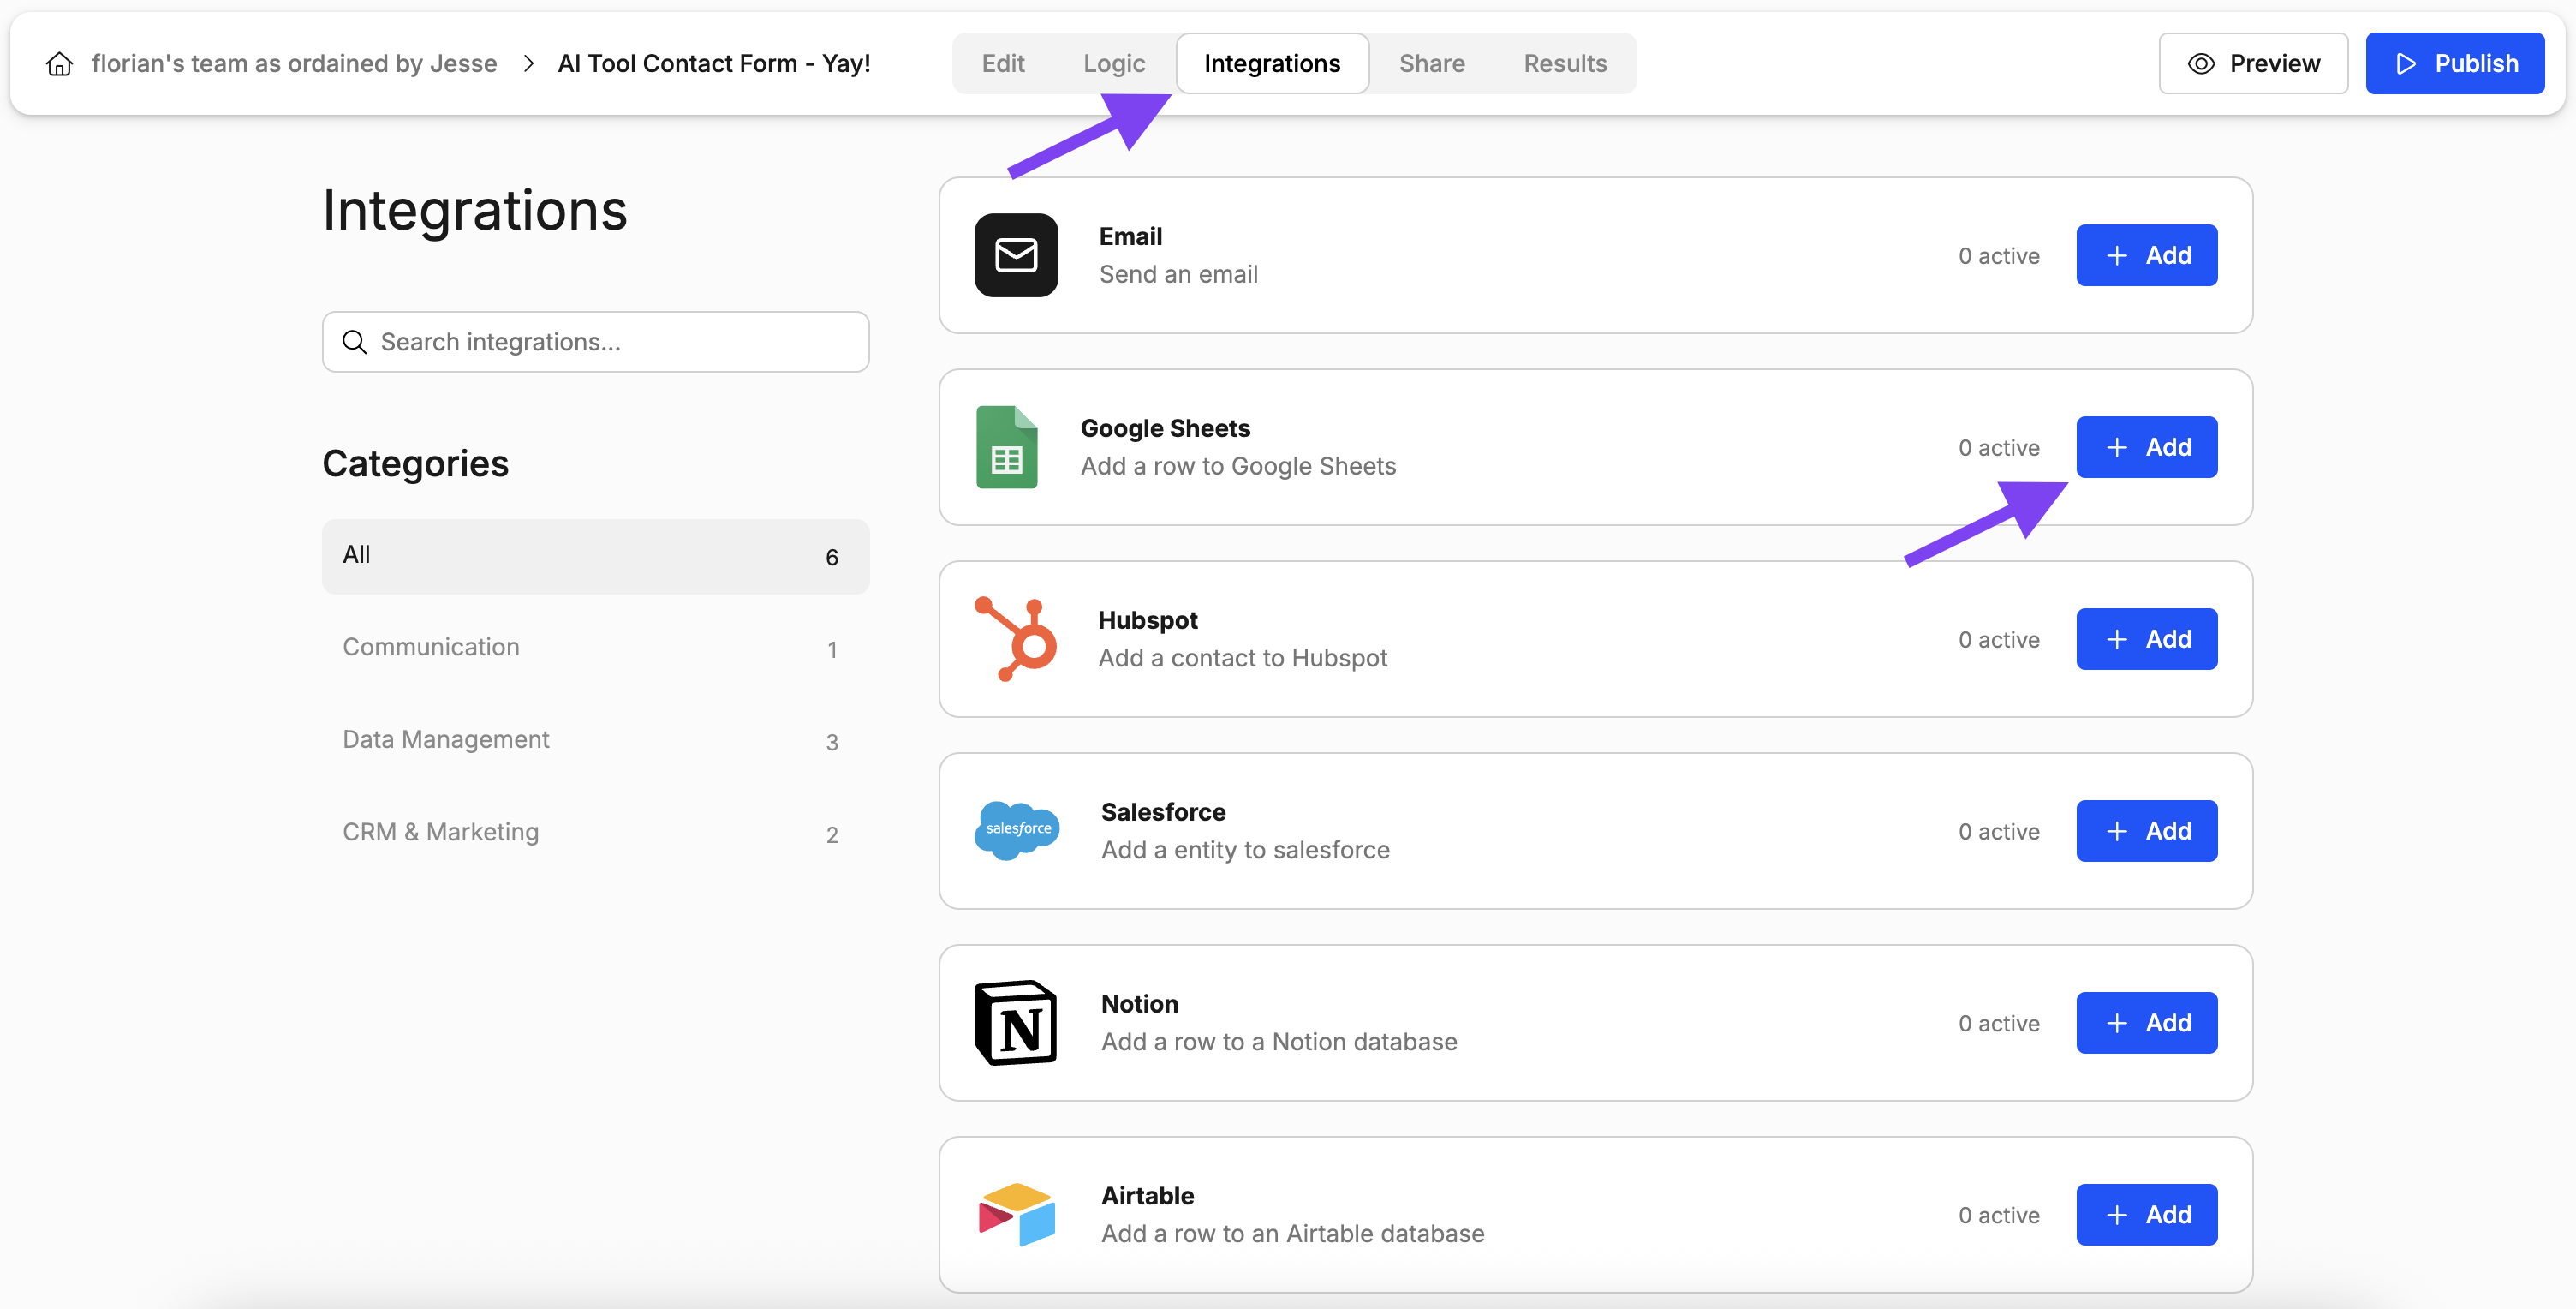 florian's team as ordained by Jesse > AI Tool Contact Form - Yay!
Edit Logic Integrations Share Results
Preview Publish
Integrations
Search integrations...
Categories
All 6
Communication 1
Data Management 3
CRM & Marketing 2
Email
Send an email
0 active + Add
Google Sheets
Add a row to Google Sheets
0 active + Add
Hubspot
Add a contact to Hubspot
0 active + Add
salesforce
Salesforce
Add a entity to salesforce
0 active + Add
N
Notion
Add a row to a Notion database
0 active + Add
Airtable
Add a row to an Airtable database
0 active + Add